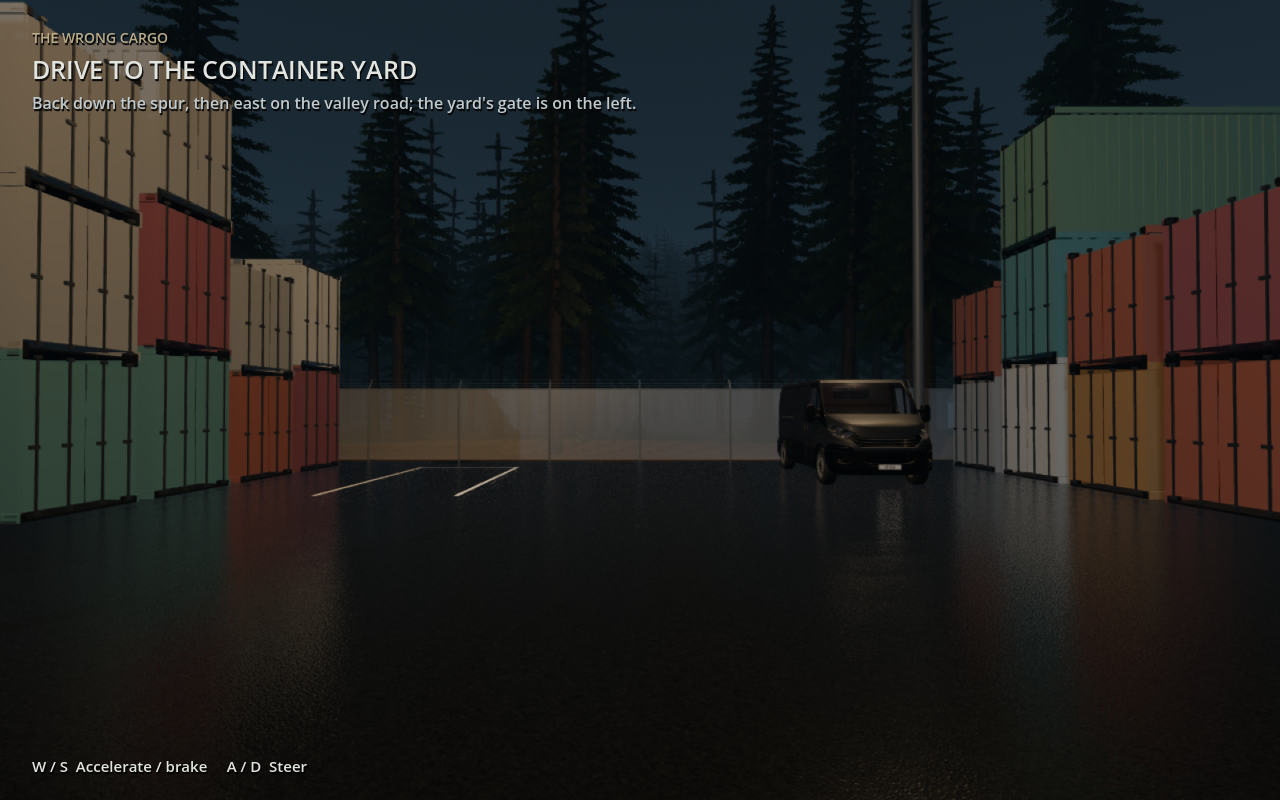 THE WRONG CARGO
DRIVE TO THE CONTAINER YARD
Back down the spur, then east on the valley road; the yard's gate is on the left.
W / S Accelerate / brake A / D Steer